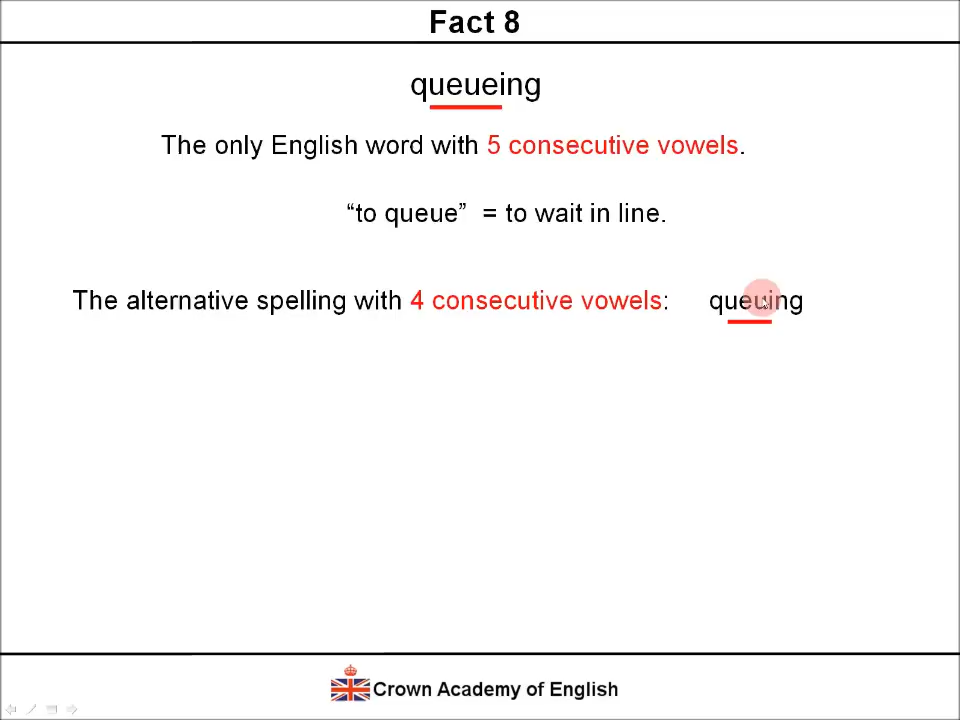 Fact 8
queueing
The only English word with 5 consecutive vowels.
“to queue” = to wait in line.
The alternative spelling with 4 consecutive vowels: queuing
Crown Academy of English